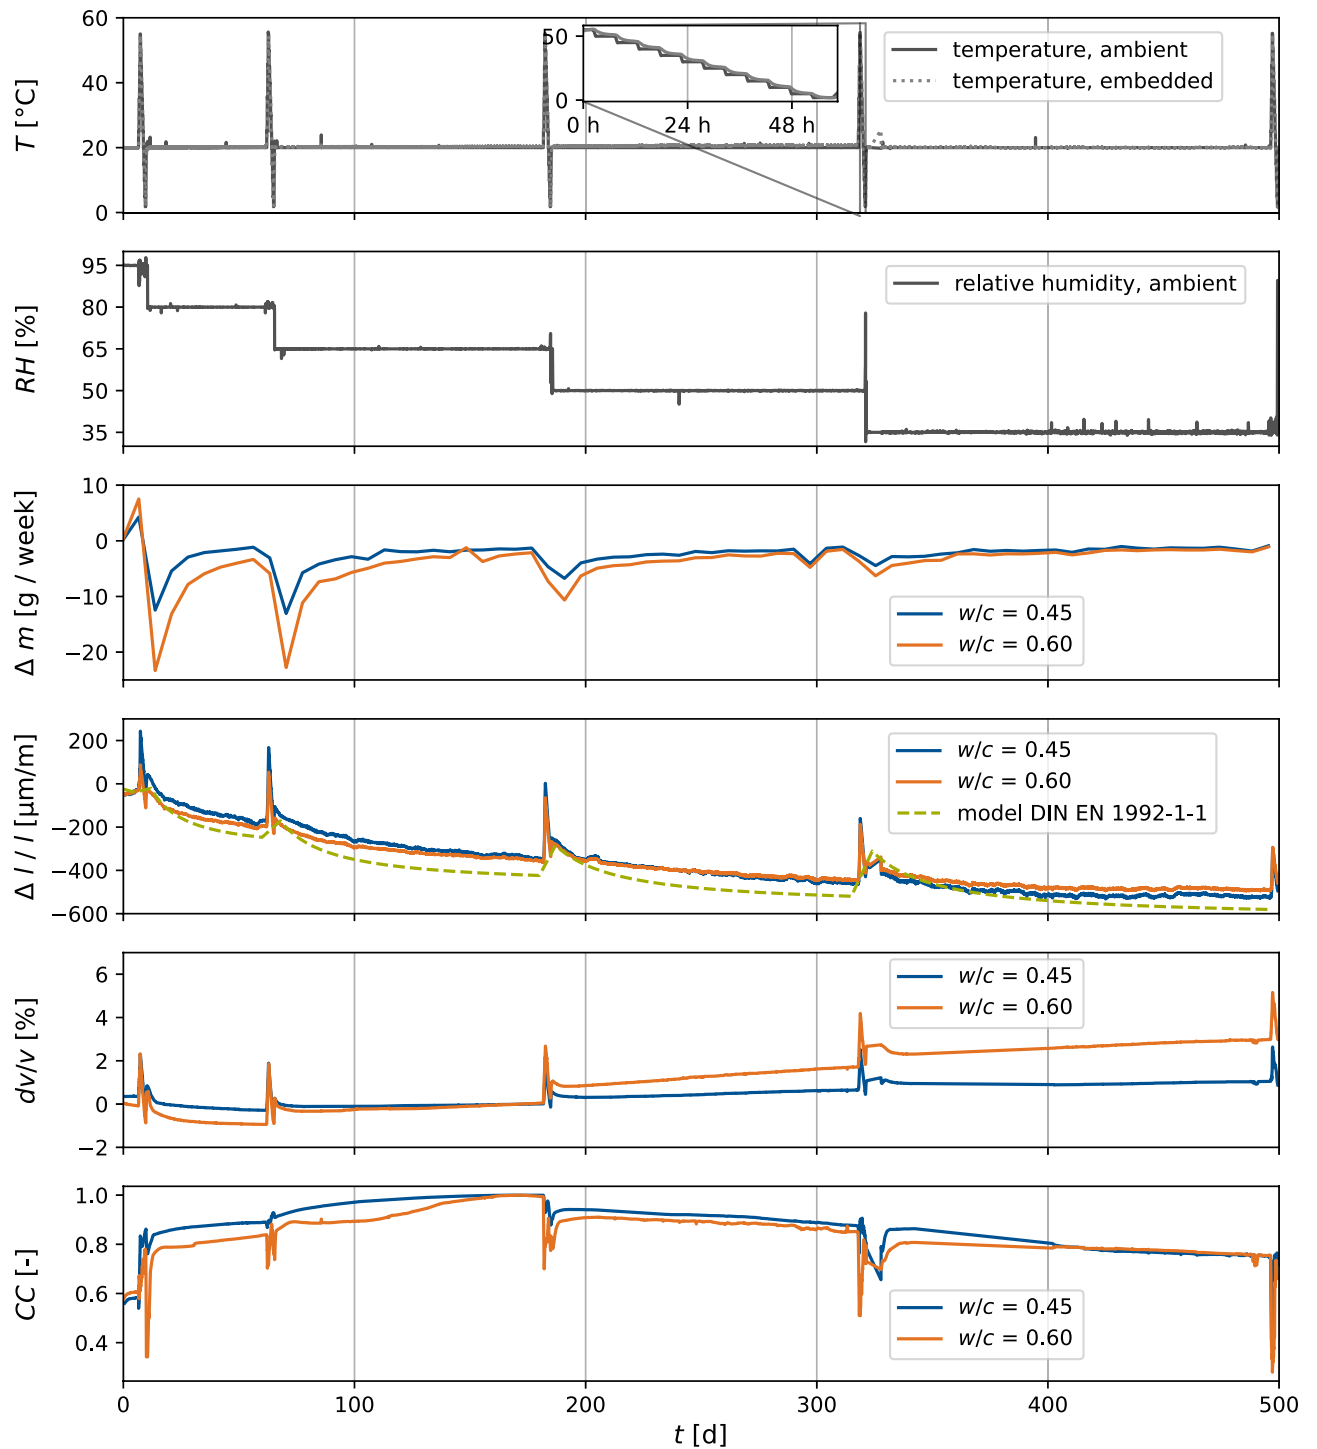 60
40
20
0
T [°C]
50
0
0 h
24 h
48 h
temperature, ambient
temperature, embedded
95
80
65
50
35
RH [%]
relative humidity, ambient
10
0
−10
−20
Δ m [g / week]
w/c = 0.45
w/c = 0.60
200
0
−200
−400
−600
Δ l / l [µm/m]
w/c = 0.45
w/c = 0.60
model DIN EN 1992-1-1
6
4
2
0
−2
dv/v [%]
w/c = 0.45
w/c = 0.60
1.0
0.8
0.6
0.4
CC [-]
w/c = 0.45
w/c = 0.60
0
100
200
300
400
500
t [d]